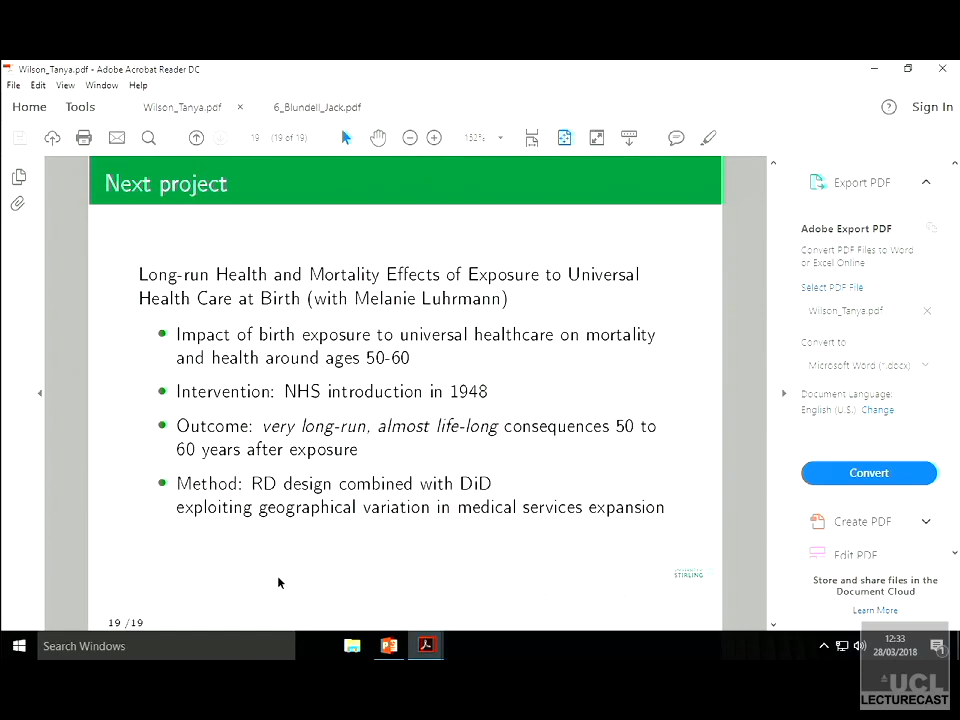 Wilson_Tanya.pdf - Adobe Acrobat Reader DC
File Edit View Window Help
Home Tools Wilson_Tanya.pdf × 6_Blundell_Jack.pdf Sign In
19 (19 of 19) 152%
Next project
Long-run Health and Mortality Effects of Exposure to Universal
Health Care at Birth (with Melanie Luhrmann)
Impact of birth exposure to universal healthcare on mortality
and health around ages 50-60
Intervention: NHS introduction in 1948
Outcome: very long-run, almost life-long consequences 50 to
60 years after exposure
Method: RD design combined with DiD
exploiting geographical variation in medical services expansion
STIRLING
19 /19
Export PDF
Adobe Export PDF
Convert PDF Files to Word
or Excel Online
Select PDF File
Wilson_Tanya.pdf
Convert to
Microsoft Word (*.docx)
Document Language:
English (U.S.) Change
Convert
Create PDF
Edit PDF
Store and share files in the
Document Cloud
Learn More
Search Windows
12:33
28/03/2018
UCL
LECTURECAST